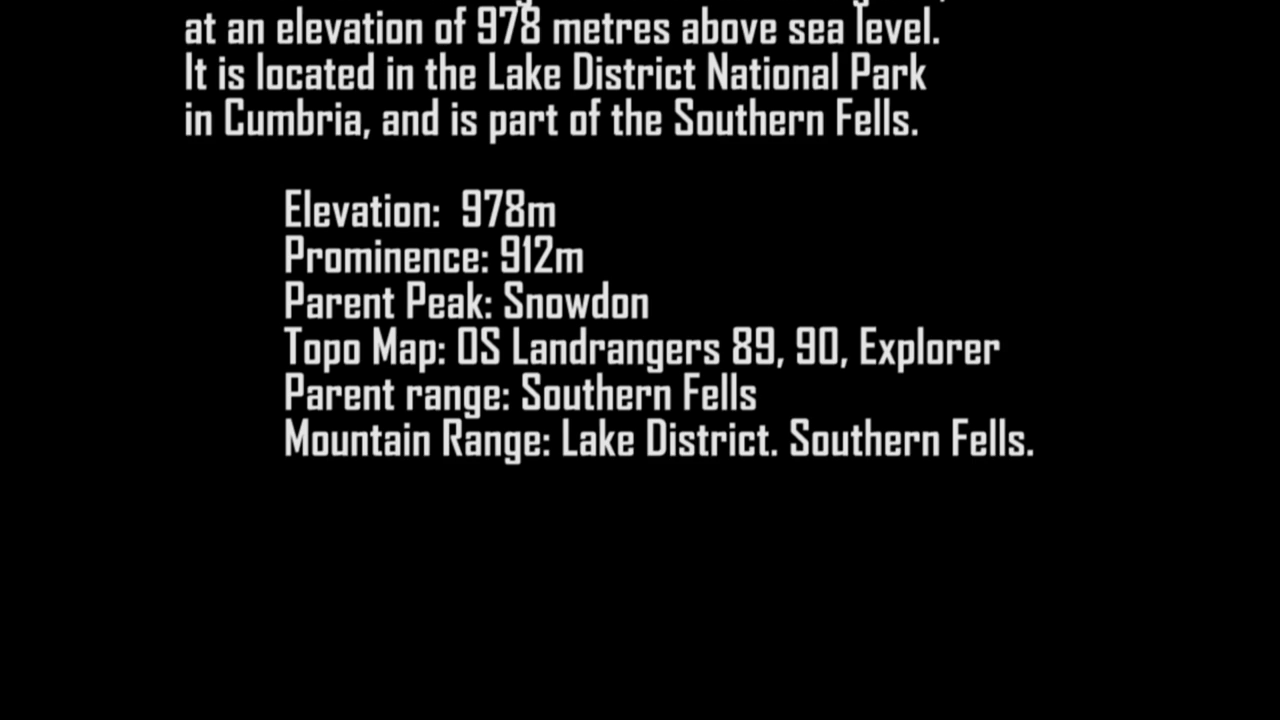 at an elevation of 978 metres above sea level.
It is located in the Lake District National Park
in Cumbria, and is part of the Southern Fells.
Elevation: 978m
Prominence: 912m
Parent Peak: Snowdon
Topo Map: OS Landrangers 89, 90, Explorer
Parent range: Southern Fells
Mountain Range: Lake District. Southern Fells.